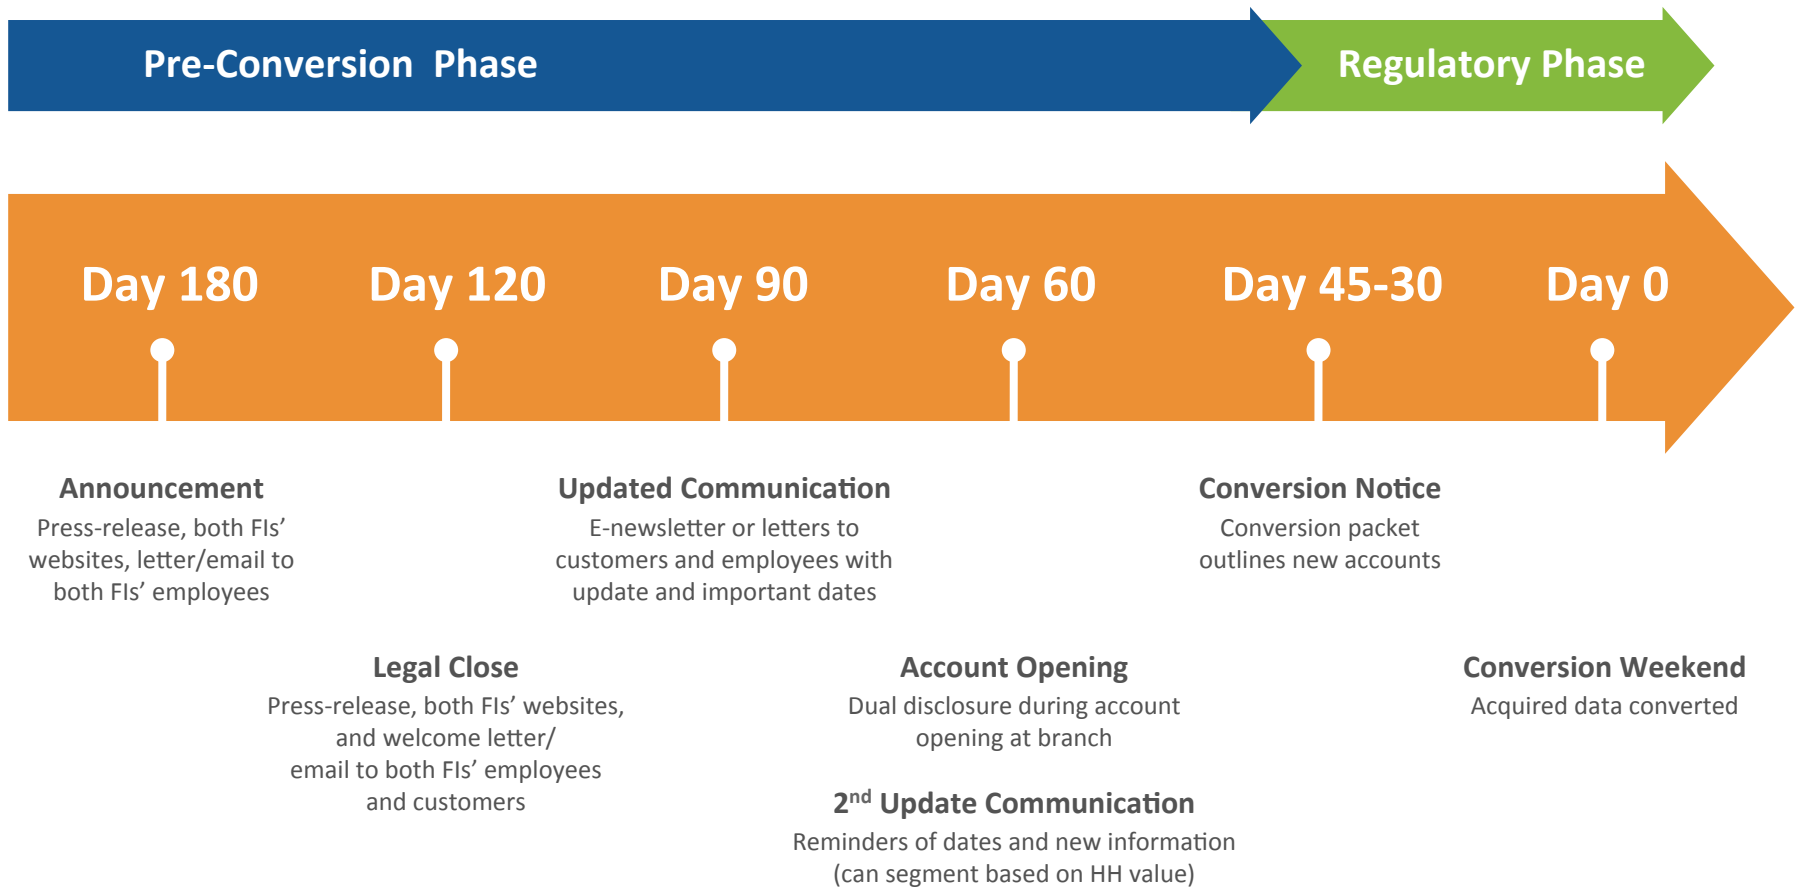 Pre-Conversion Phase
Regulatory Phase
Day 180
Day 120
Day 90
Day 60
Day 45-30
Day 0
Announcement
Press-release, both FIs’
websites, letter/email to
both FIs’ employees
Legal Close
Press-release, both FIs’ websites,
and welcome letter/
email to both FIs’ employees
and customers
Updated Communication
E-newsletter or letters to
customers and employees with
update and important dates
Account Opening
Dual disclosure during account
opening at branch
2nd Update Communication
Reminders of dates and new information
(can segment based on HH value)
Conversion Notice
Conversion packet
outlines new accounts
Conversion Weekend
Acquired data converted